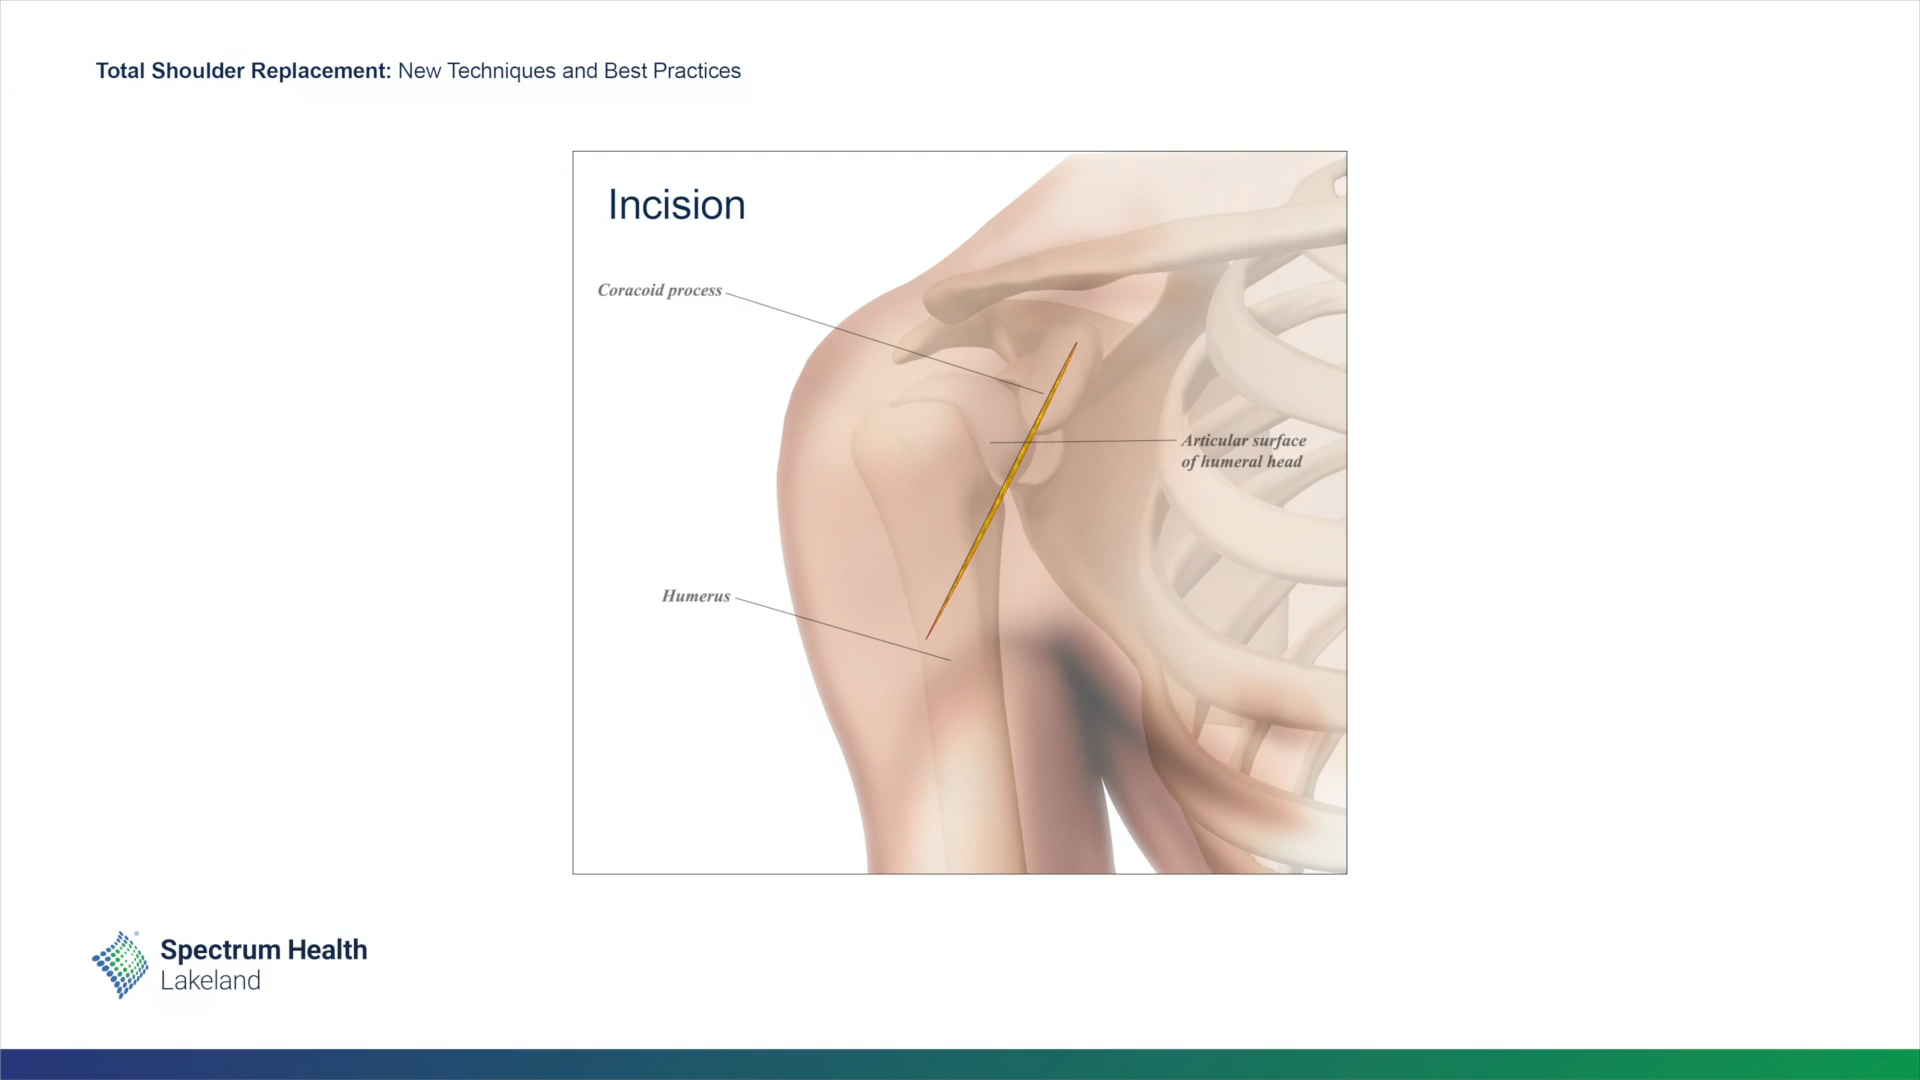 Total Shoulder Replacement: New Techniques and Best Practices
Incision
Coracoid process
Articular surface
of humeral head
Humerus
Spectrum Health
Lakeland